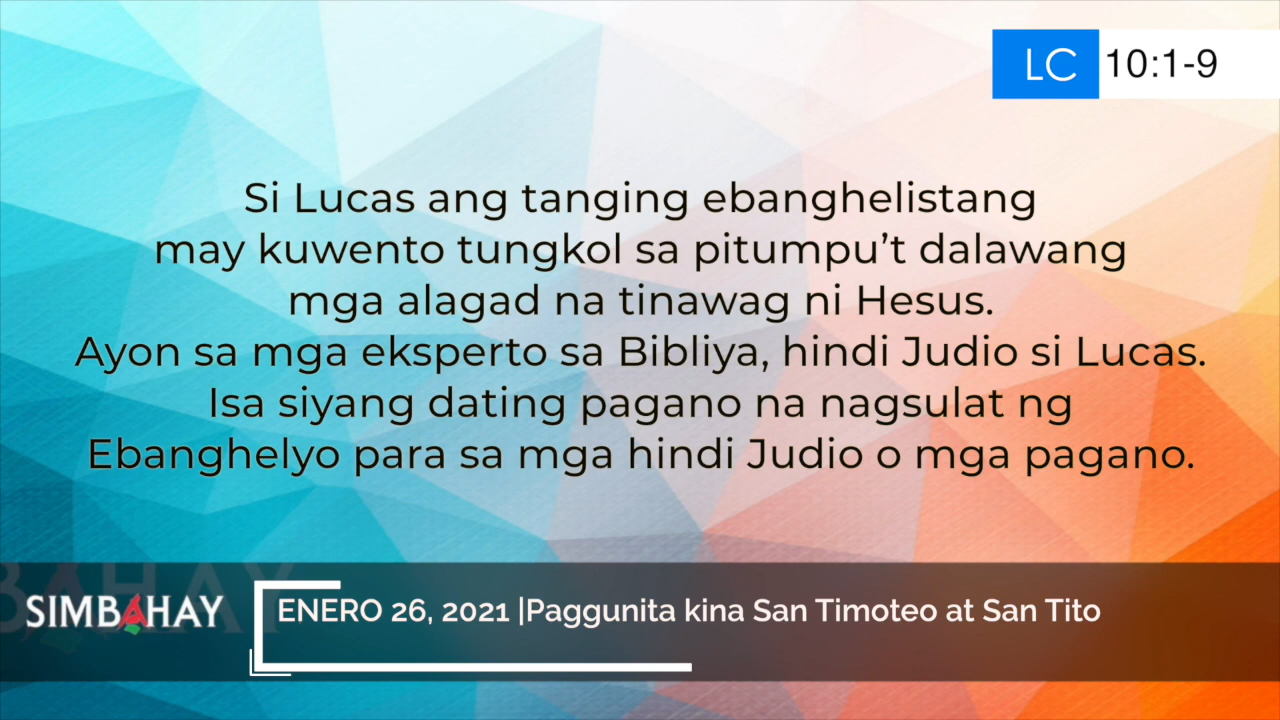 LC 10:1-9
Si Lucas ang tanging ebanghelistang
may kuwento tungkol sa pitumpu’t dalawang
mga alagad na tinawag ni Hesus.
Ayon sa mga eksperto sa Bibliya, hindi Judio si Lucas.
Isa siyang dating pagano na nagsulat ng
Ebanghelyo para sa mga hindi Judio o mga pagano.
SIMBAHAY
ENERO 26, 2021 |Paggunita kina San Timoteo at San Tito